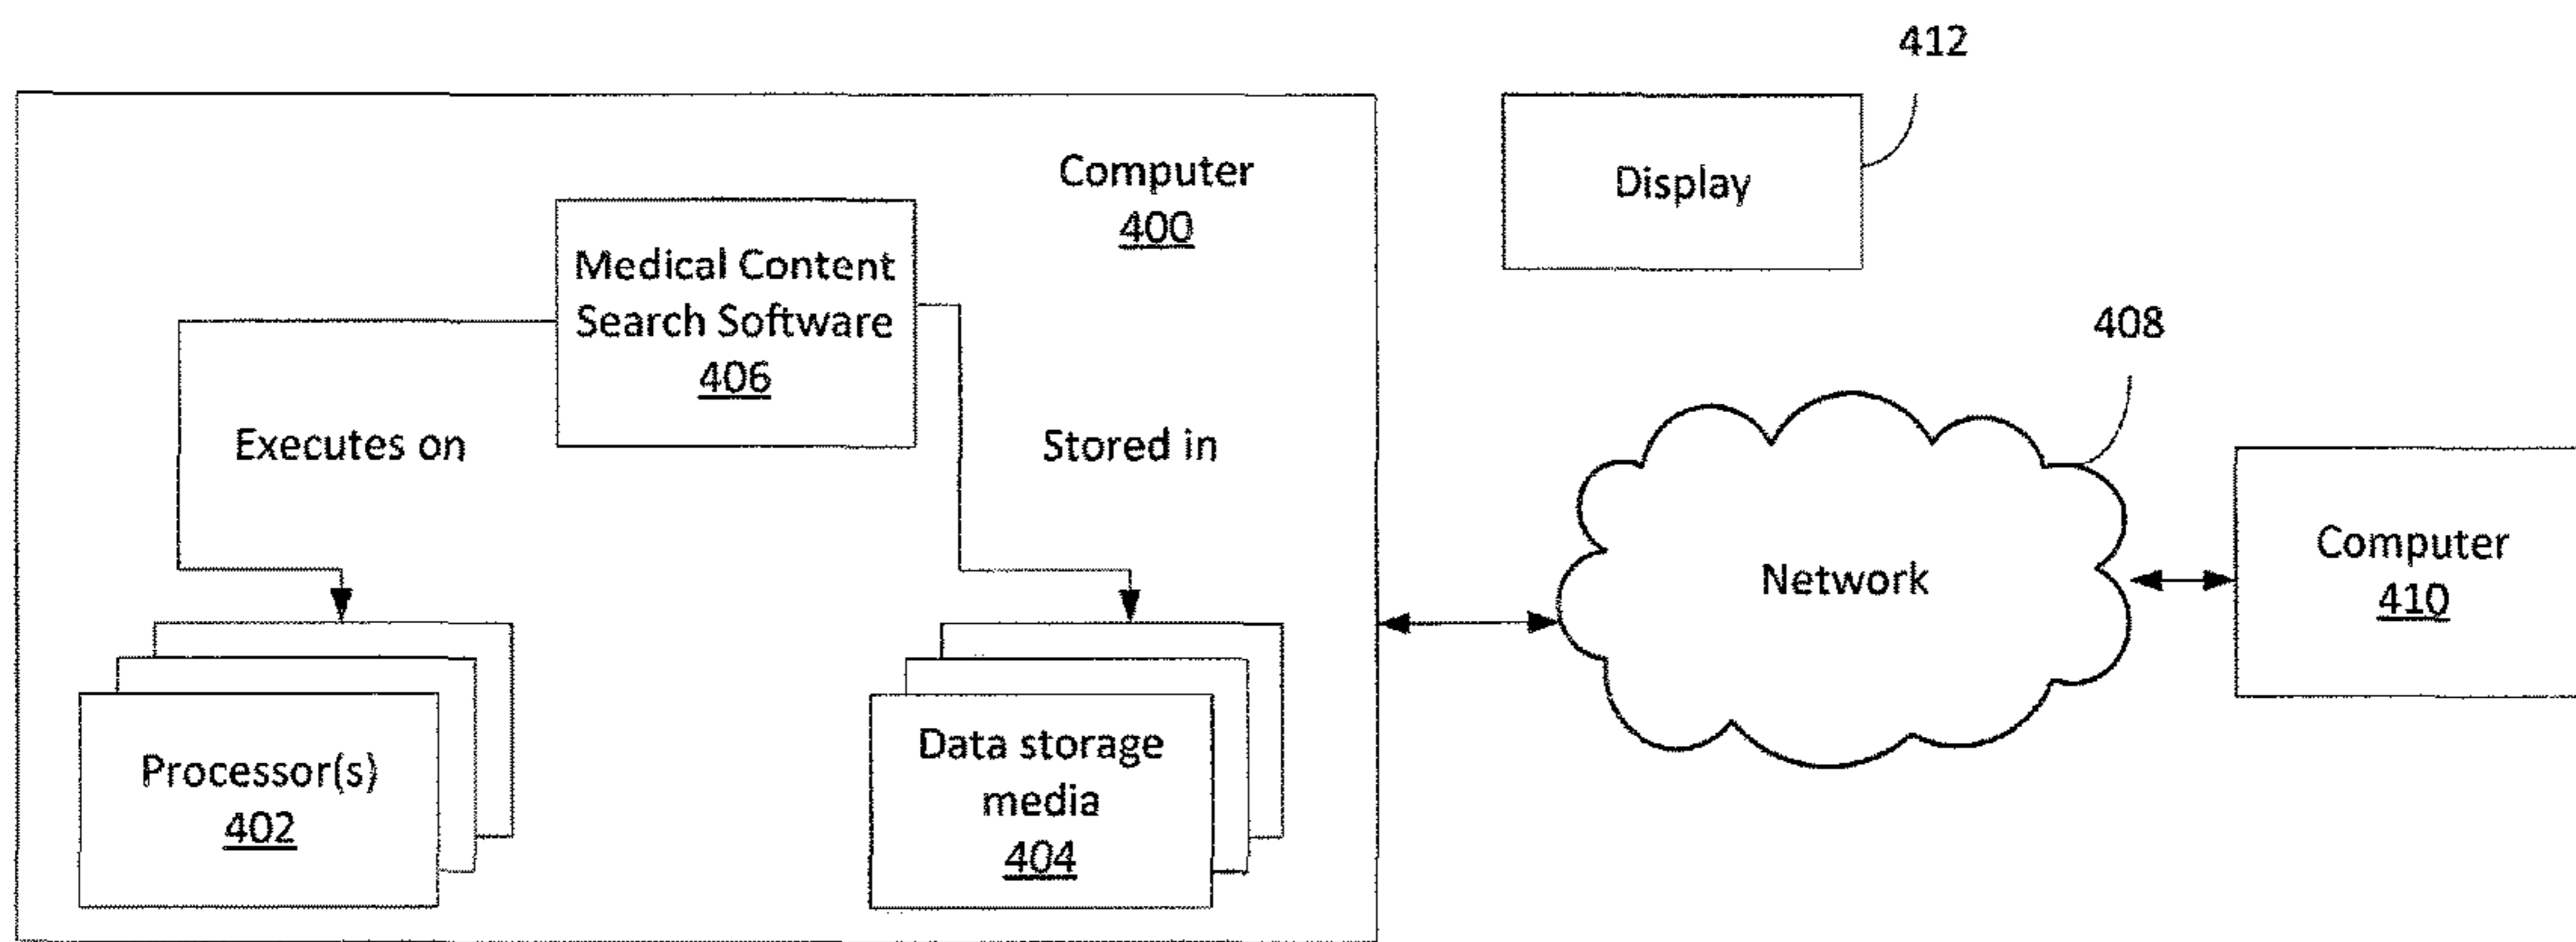 412
Computer
400
Display
Medical Content
Search Software
406
408
Executes on
Stored in
Network
Computer
410
Processor(s)
402
Data storage
media
404